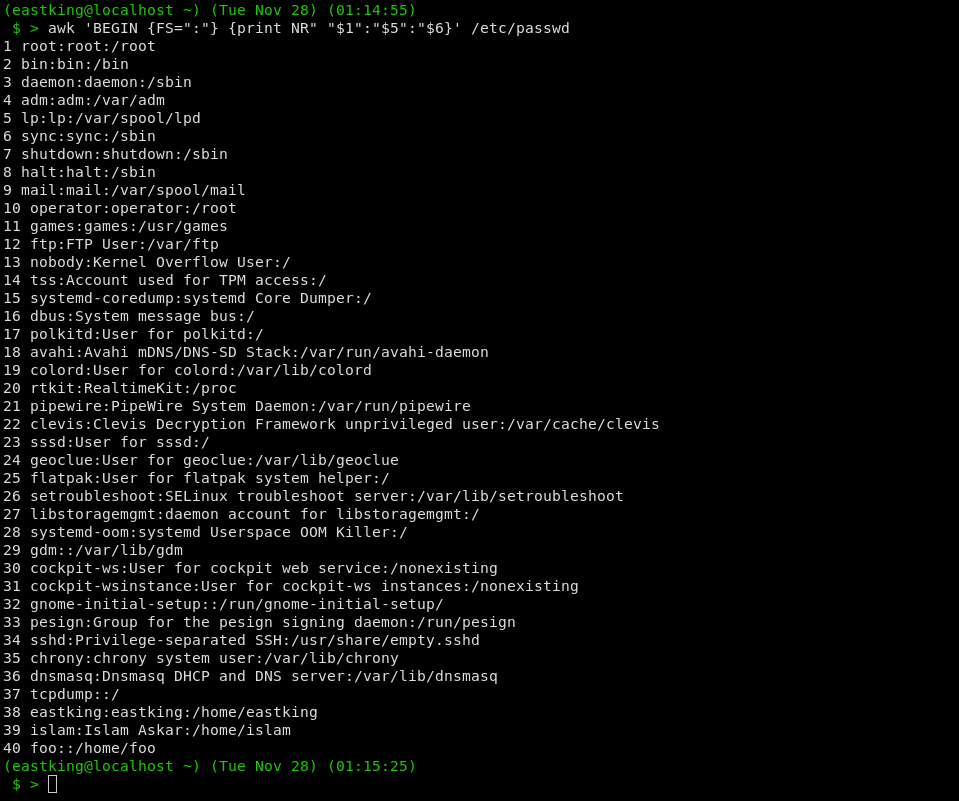 (eastking@localhost ~) (Tue Nov 28) (01:14:55)
$ > awk 'BEGIN {FS=":"} {print NR" "$1":"$5":"$6}' /etc/passwd
1 root:root:/root
2 bin:bin:/bin
3 daemon:daemon:/sbin
4 adm:adm:/var/adm
5 lp:lp:/var/spool/lpd
6 sync:sync:/sbin
7 shutdown:shutdown:/sbin
8 halt:halt:/sbin
9 mail:mail:/var/spool/mail
10 operator:operator:/root
11 games:games:/usr/games
12 ftp:FTP User:/var/ftp
13 nobody:Kernel Overflow User:/
14 tss:Account used for TPM access:/
15 systemd-coredump:systemd Core Dumper:/
16 dbus:System message bus:/
17 polkitd:User for polkitd:/
18 avahi:Avahi mDNS/DNS-SD Stack:/var/run/avahi-daemon
19 colord:User for colord:/var/lib/colord
20 rtkit:RealtimeKit:/proc
21 pipewire:PipeWire System Daemon:/var/run/pipewire
22 clevis:Clevis Decryption Framework unprivileged user:/var/cache/clevis
23 sssd:User for sssd:/
24 geoclue:User for geoclue:/var/lib/geoclue
25 flatpak:User for flatpak system helper:/
26 setroubleshoot:SELinux troubleshoot server:/var/lib/setroubleshoot
27 libstoragemgmt:daemon account for libstoragemgmt:/
28 systemd-oom:systemd Userspace OOM Killer:/
29 gdm::/var/lib/gdm
30 cockpit-ws:User for cockpit web service:/nonexisting
31 cockpit-wsinstance:User for cockpit-ws instances:/nonexisting
32 gnome-initial-setup::/run/gnome-initial-setup/
33 pesign:Group for the pesign signing daemon:/run/pesign
34 sshd:Privilege-separated SSH:/usr/share/empty.sshd
35 chrony:chrony system user:/var/lib/chrony
36 dnsmasq:Dnsmasq DHCP and DNS server:/var/lib/dnsmasq
37 tcpdump::/
38 eastking:eastking:/home/eastking
39 islam:Islam Askar:/home/islam
40 foo::/home/foo
(eastking@localhost ~) (Tue Nov 28) (01:15:25)
$ >